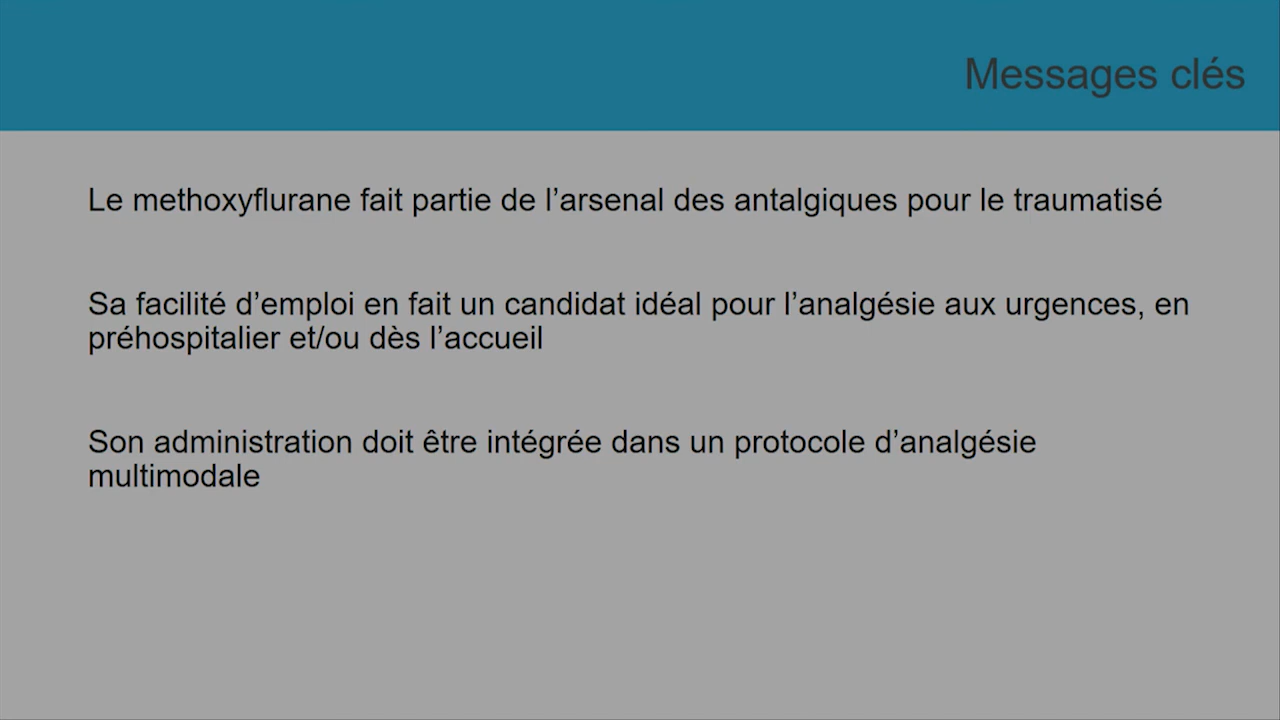 Messages clés
Le methoxyflurane fait partie de l’arsenal des antalgiques pour le traumatisé
Sa facilité d’emploi en fait un candidat idéal pour l’analgésie aux urgences, en
préhospitalier et/ou dès l’accueil
Son administration doit être intégrée dans un protocole d’analgésie
multimodale